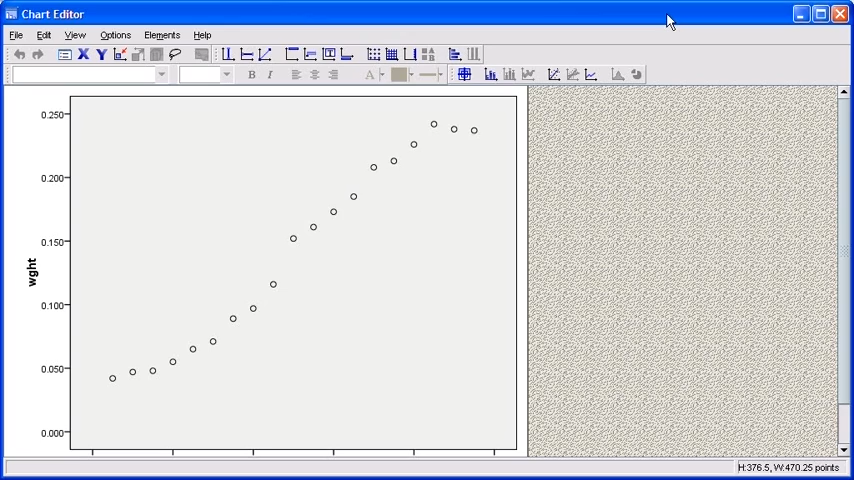 Chart Editor
File Edit View Options Elements Help
X Y
B I A
0.250
0.200
0.150
0.100
0.050
0.000
wght
H:376.5, W:470.25 points